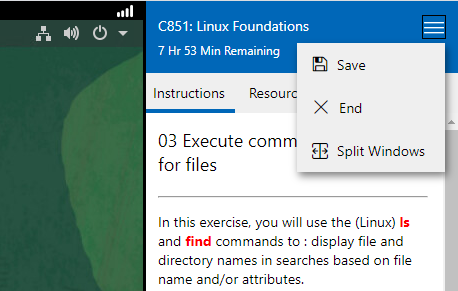 C851: Linux Foundations
7 Hr 53 Min Remaining
Save
End
Split Windows
Instructions Resourc
03 Execute comm
for files
In this exercise, you will use the (Linux) ls
and find commands to : display file and
directory names in searches based on file
name and/or attributes.